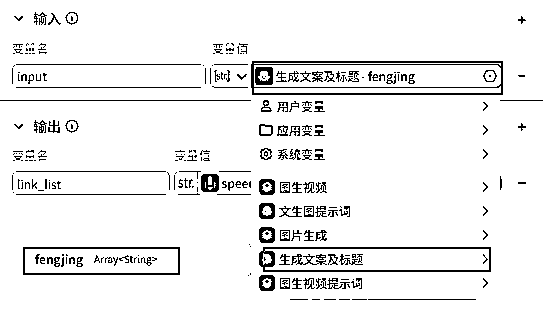 输入
变量名 变量值
input str. 生成文案及标题 - fengjing
用户变量
应用变量
系统变量
输出
变量名 变量值
link_list str. speec
图生视频
文生图提示词
图片生成
生成文案及标题
图生视频提示词
fengjing Array<String>